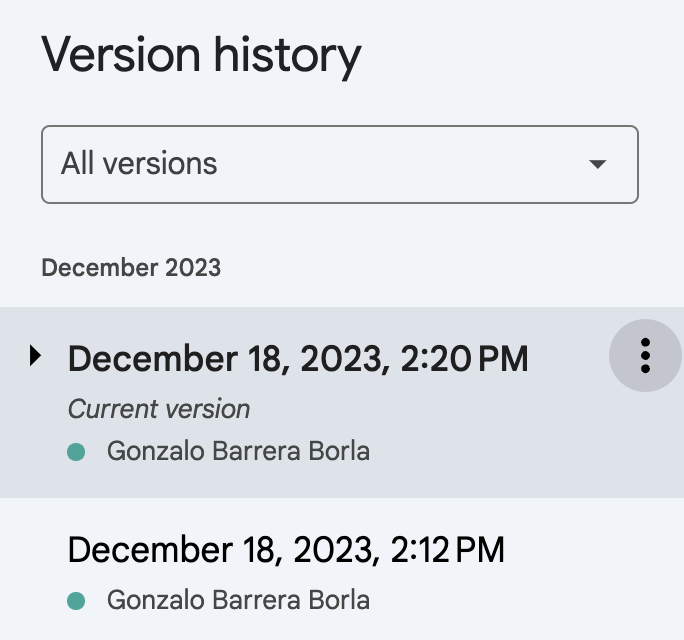 Version history
All versions
December 2023
December 18, 2023, 2:20 PM
Current version
Gonzalo Barrera Borla
December 18, 2023, 2:12 PM
Gonzalo Barrera Borla